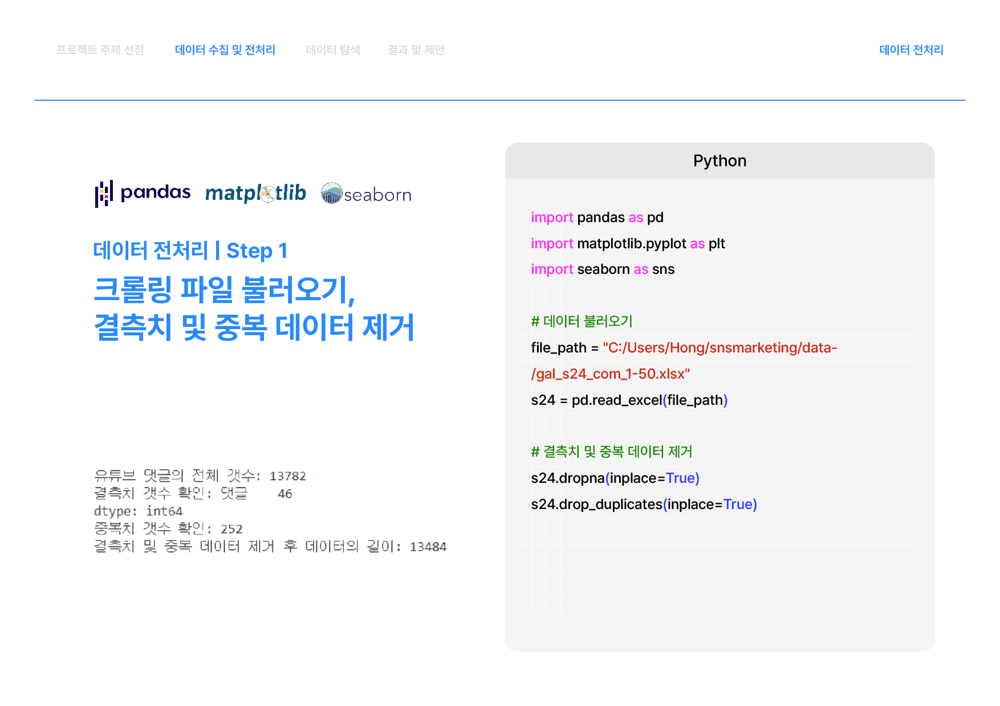 프로젝트 주제 선정 데이터 수집 및 전처리 데이터 탐색 결과 및 제안 데이터 전처리
pandas matplotlib seaborn
데이터 전처리 | Step 1
크롤링 파일 불러오기,
결측치 및 중복 데이터 제거
유튜브 댓글의 전체 갯수: 13782
결측치 갯수 확인: 댓글 46
dtype: int64
중복치 갯수 확인: 252
결측치 및 중복 데이터 제거 후 데이터의 길이: 13484
Python
import pandas as pd
import matplotlib.pyplot as plt
import seaborn as sns
# 데이터 불러오기
file_path = "C:/Users/Hong/snsmarketing/data-
/gal_s24_com_1-50.xlsx"
s24 = pd.read_excel(file_path)
# 결측치 및 중복 데이터 제거
s24.dropna(inplace=True)
s24.drop_duplicates(inplace=True)